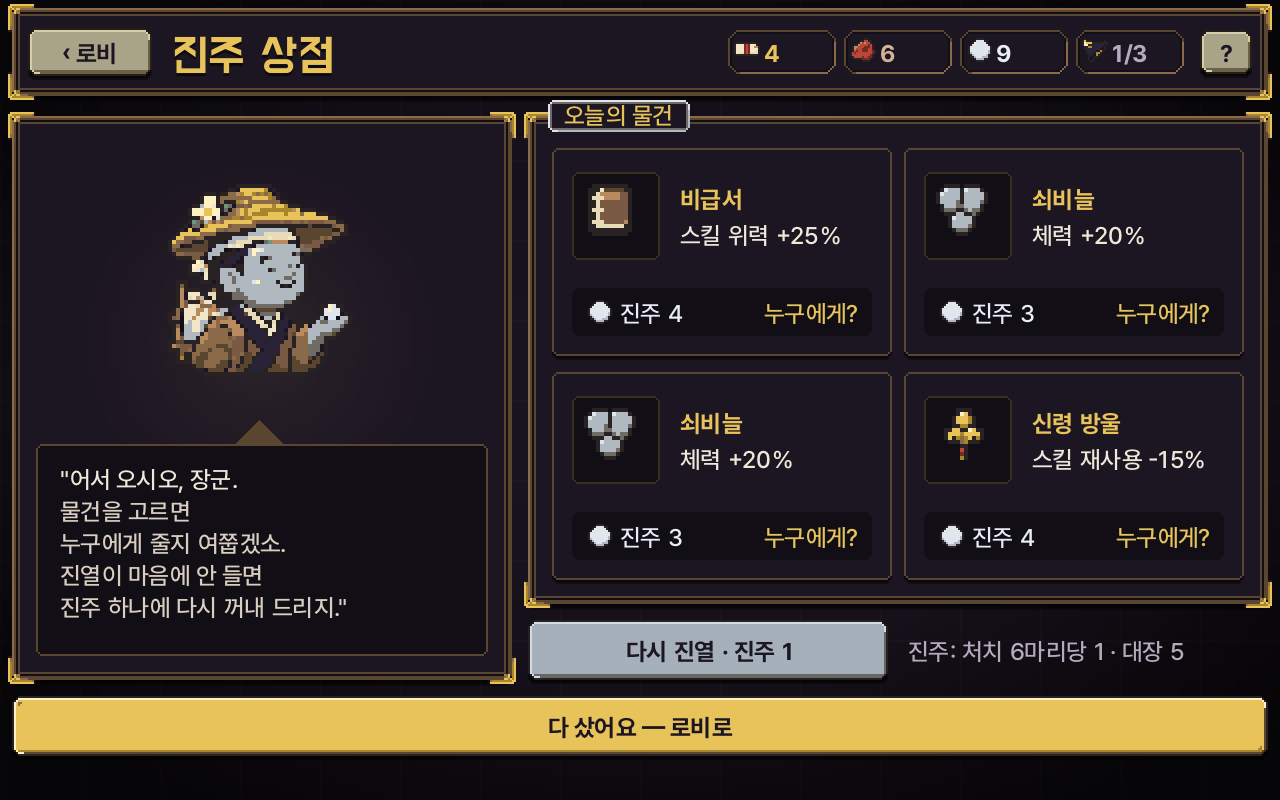 ‹ 로비
진주 상점
4
6
9
1/3
?
오늘의 물건
비급서
스킬 위력 +25%
진주 4
누구에게?
쇠비늘
체력 +20%
진주 3
누구에게?
쇠비늘
체력 +20%
진주 3
누구에게?
신령 방울
스킬 재사용 -15%
진주 4
누구에게?
"어서 오시오, 장군.
물건을 고르면
누구에게 줄지 여쭙겠소.
진열이 마음에 안 들면
진주 하나에 다시 꺼내 드리지."
다시 진열 · 진주 1
진주: 처치 6마리당 1 · 대장 5
다 샀어요 — 로비로